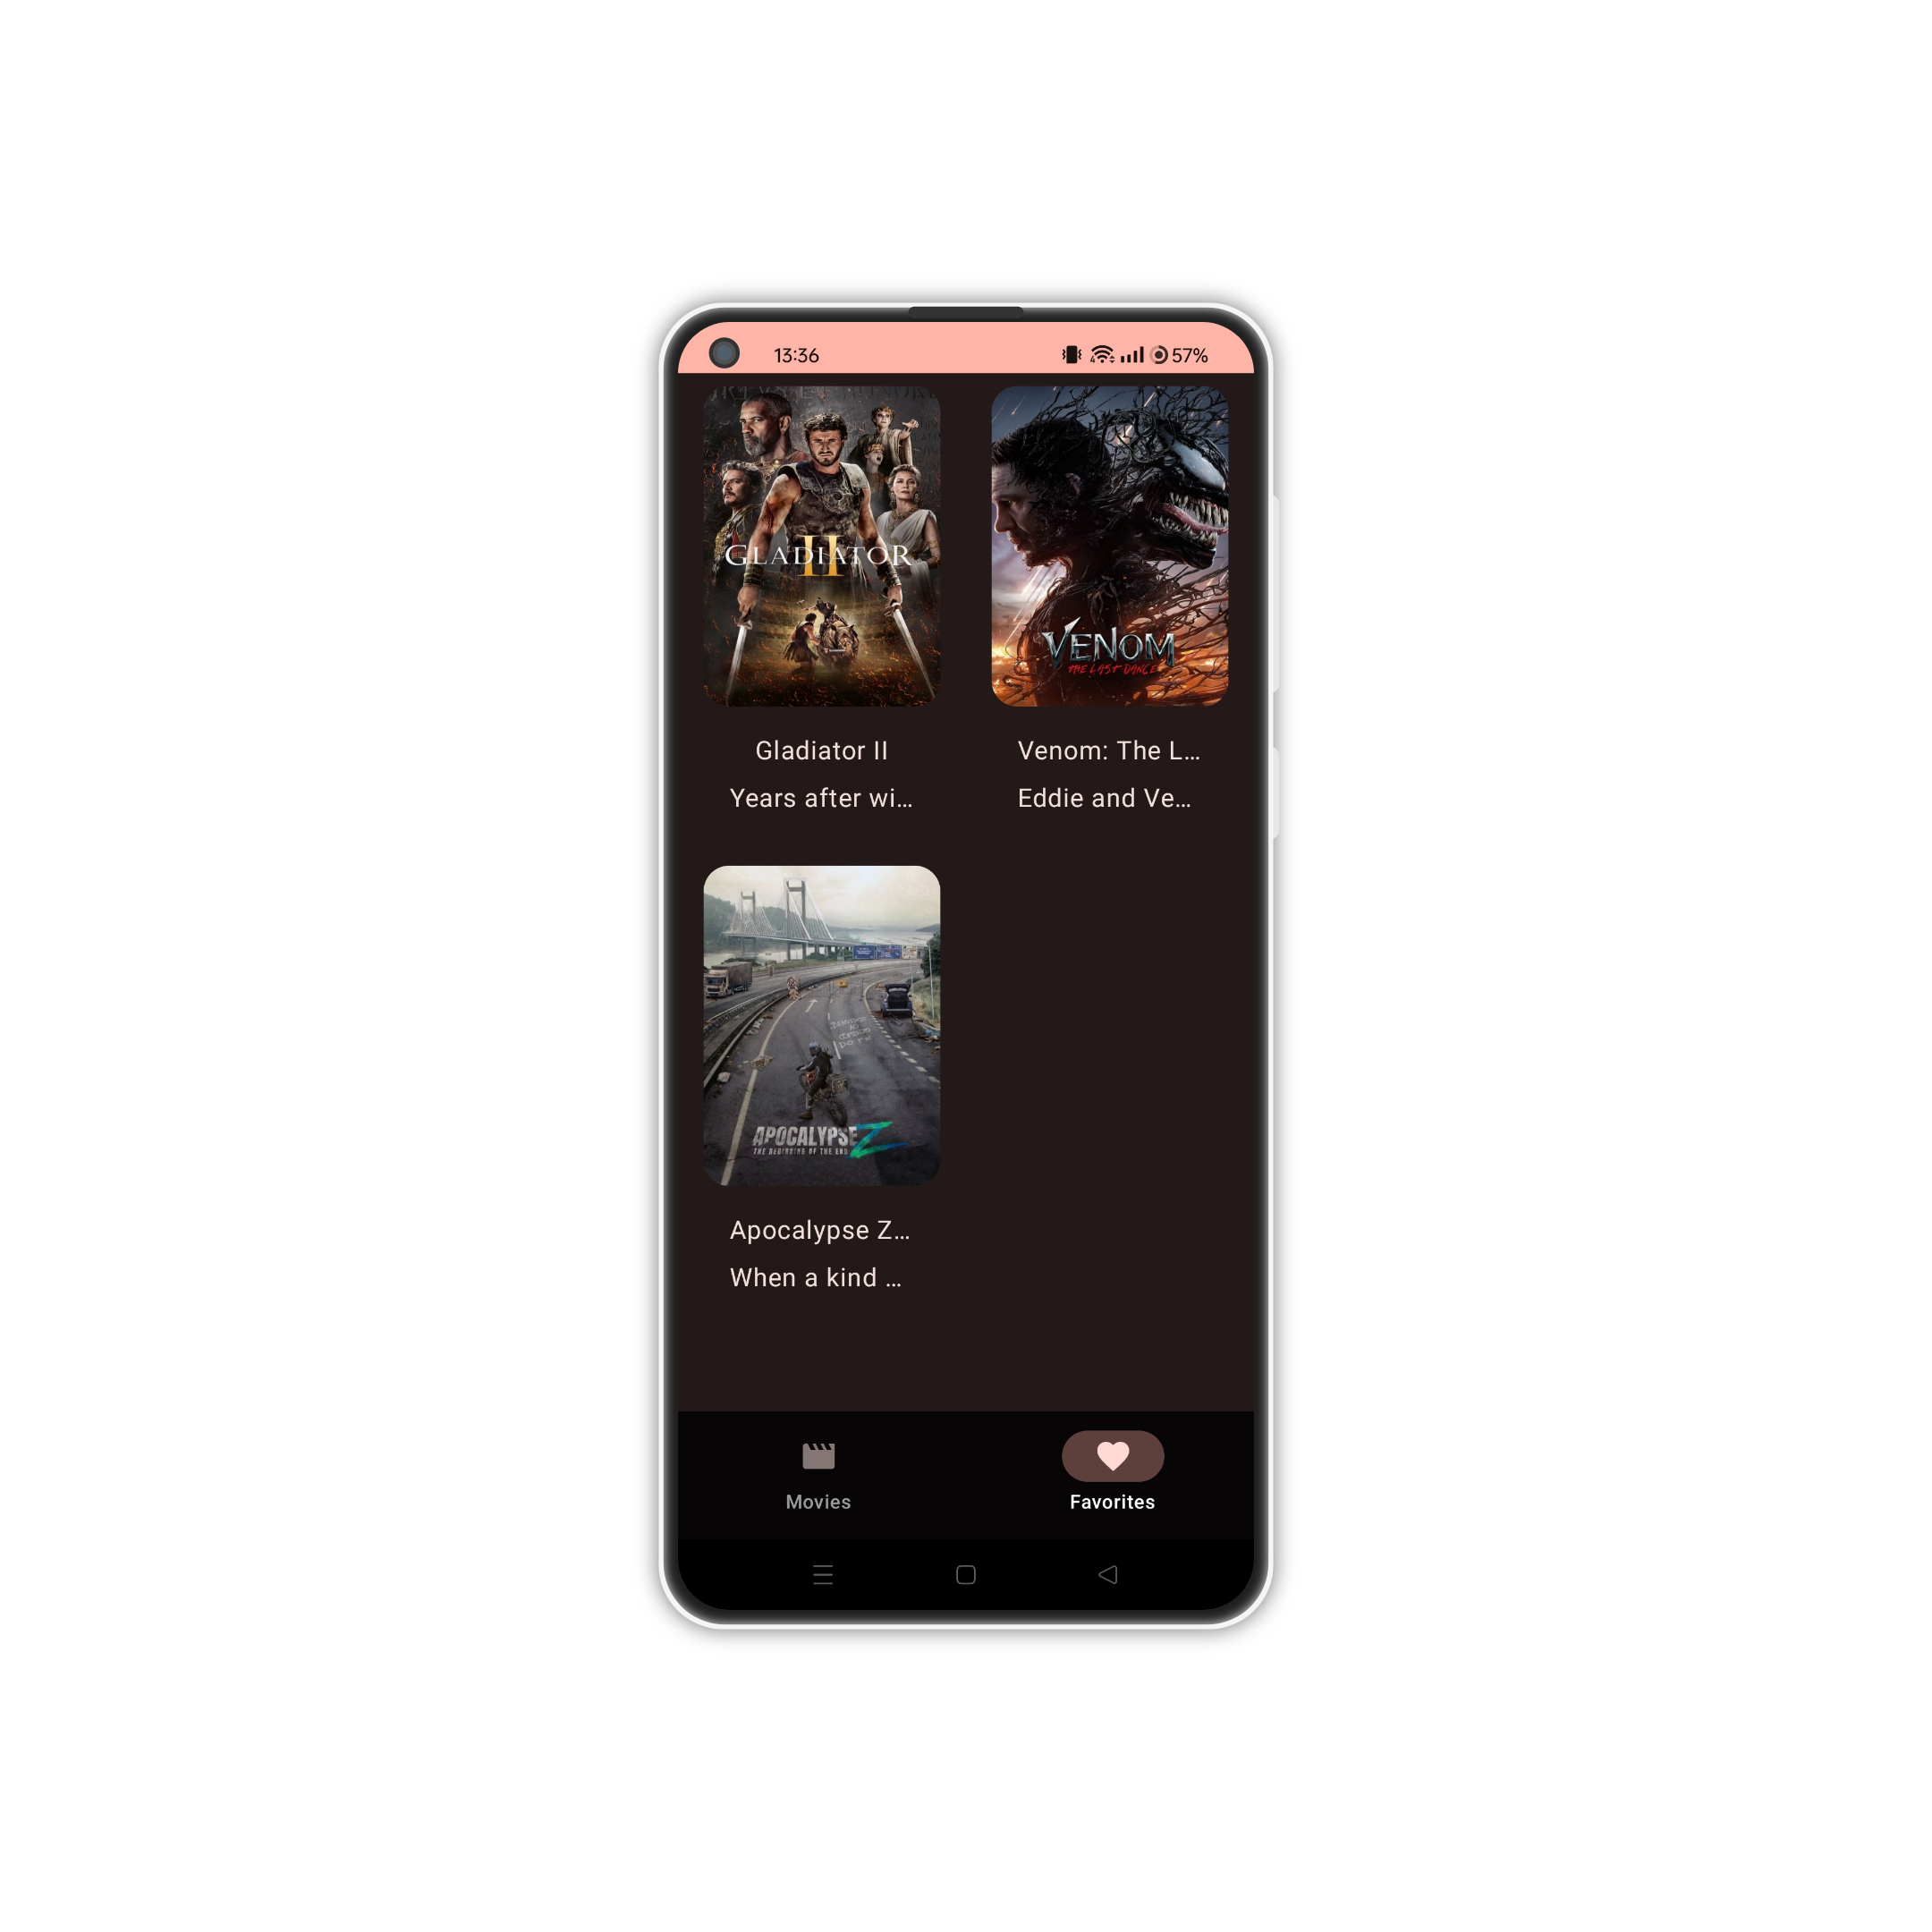 13:36
57%
GLADIATOR
II
VENOM
THE LAST DANCE
Gladiator II
Venom: The L...
Years after wi...
Eddie and Ve...
APOCALYPSE Z
THE BEGINNING OF THE END
Apocalypse Z...
When a kind ...
Movies
Favorites